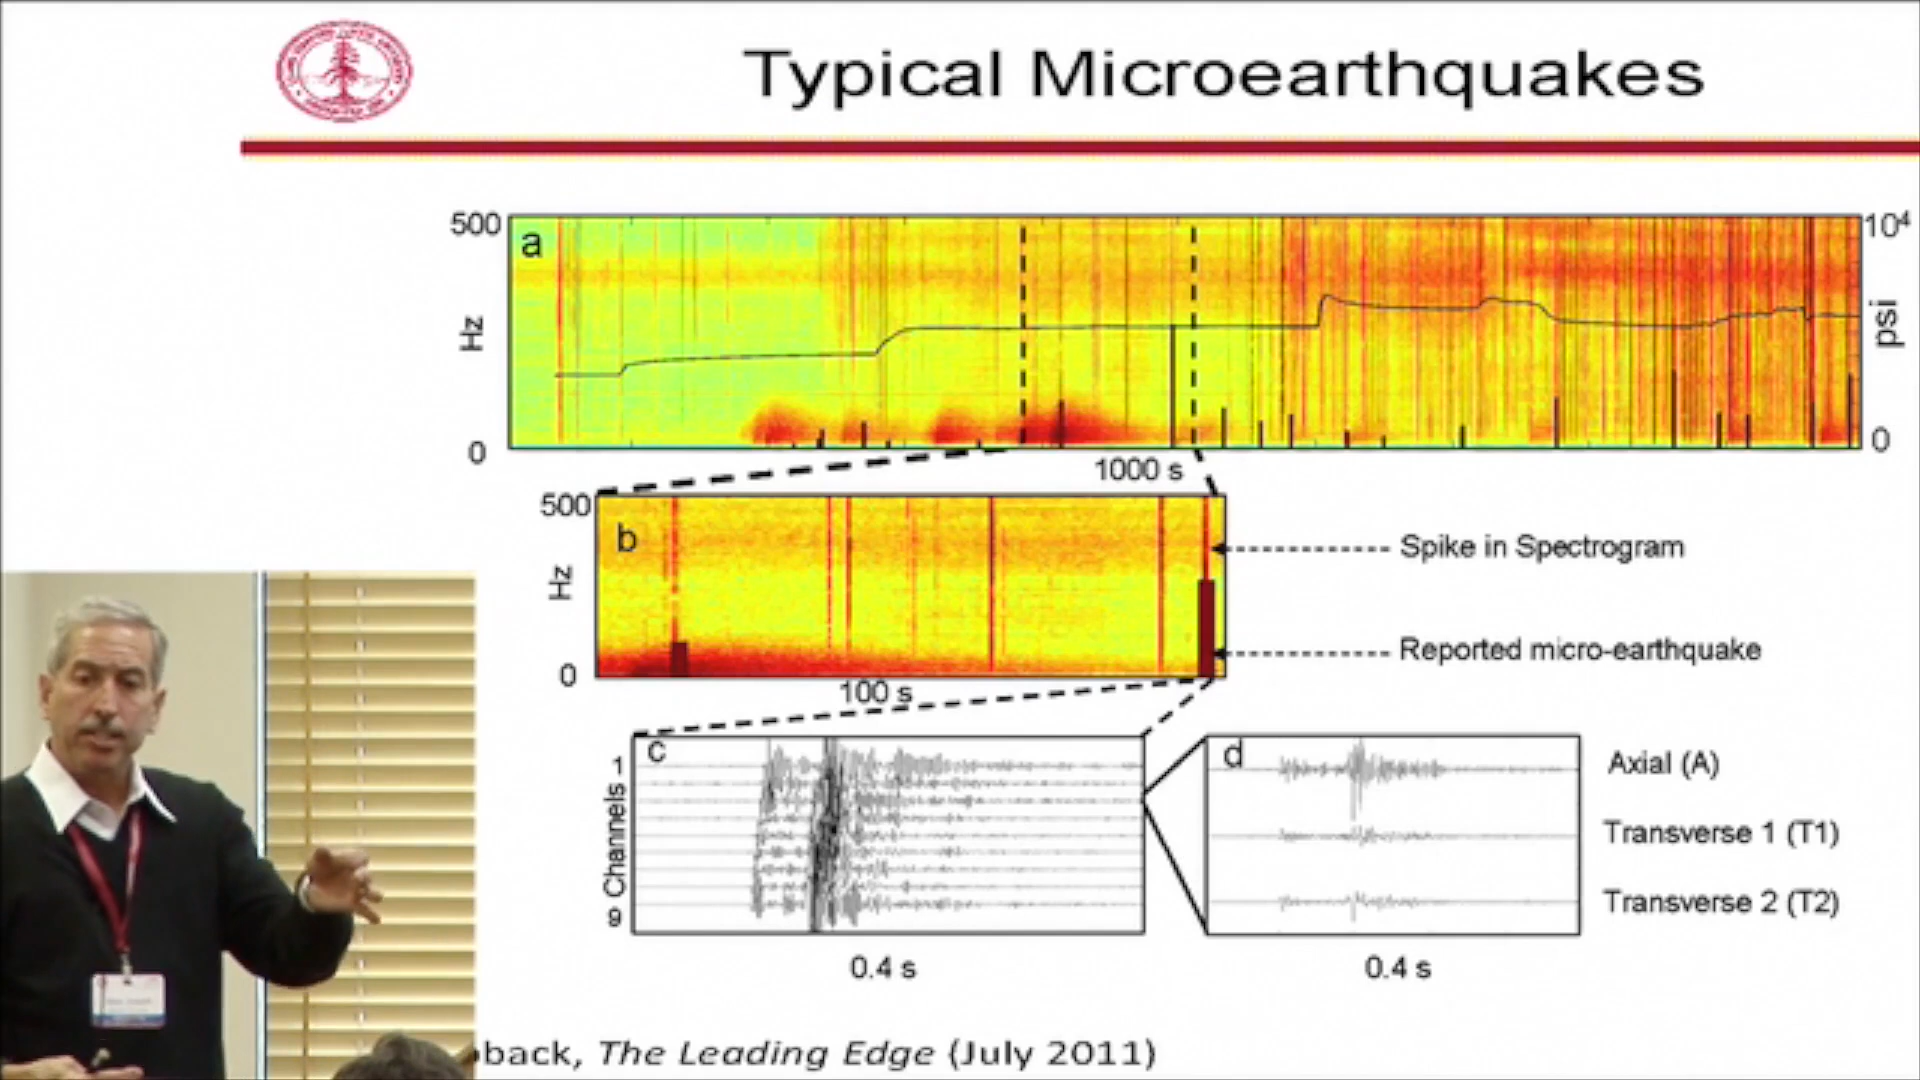 Typical Microearthquakes
500
a
10⁴
Hz
psi
0
0
1000 s
500
b
Hz
0
100 s
Spike in Spectrogram
Reported micro-earthquake
c
1
Channels
8
0.4 s
d
Axial (A)
Transverse 1 (T1)
Transverse 2 (T2)
0.4 s
back, The Leading Edge (July 2011)